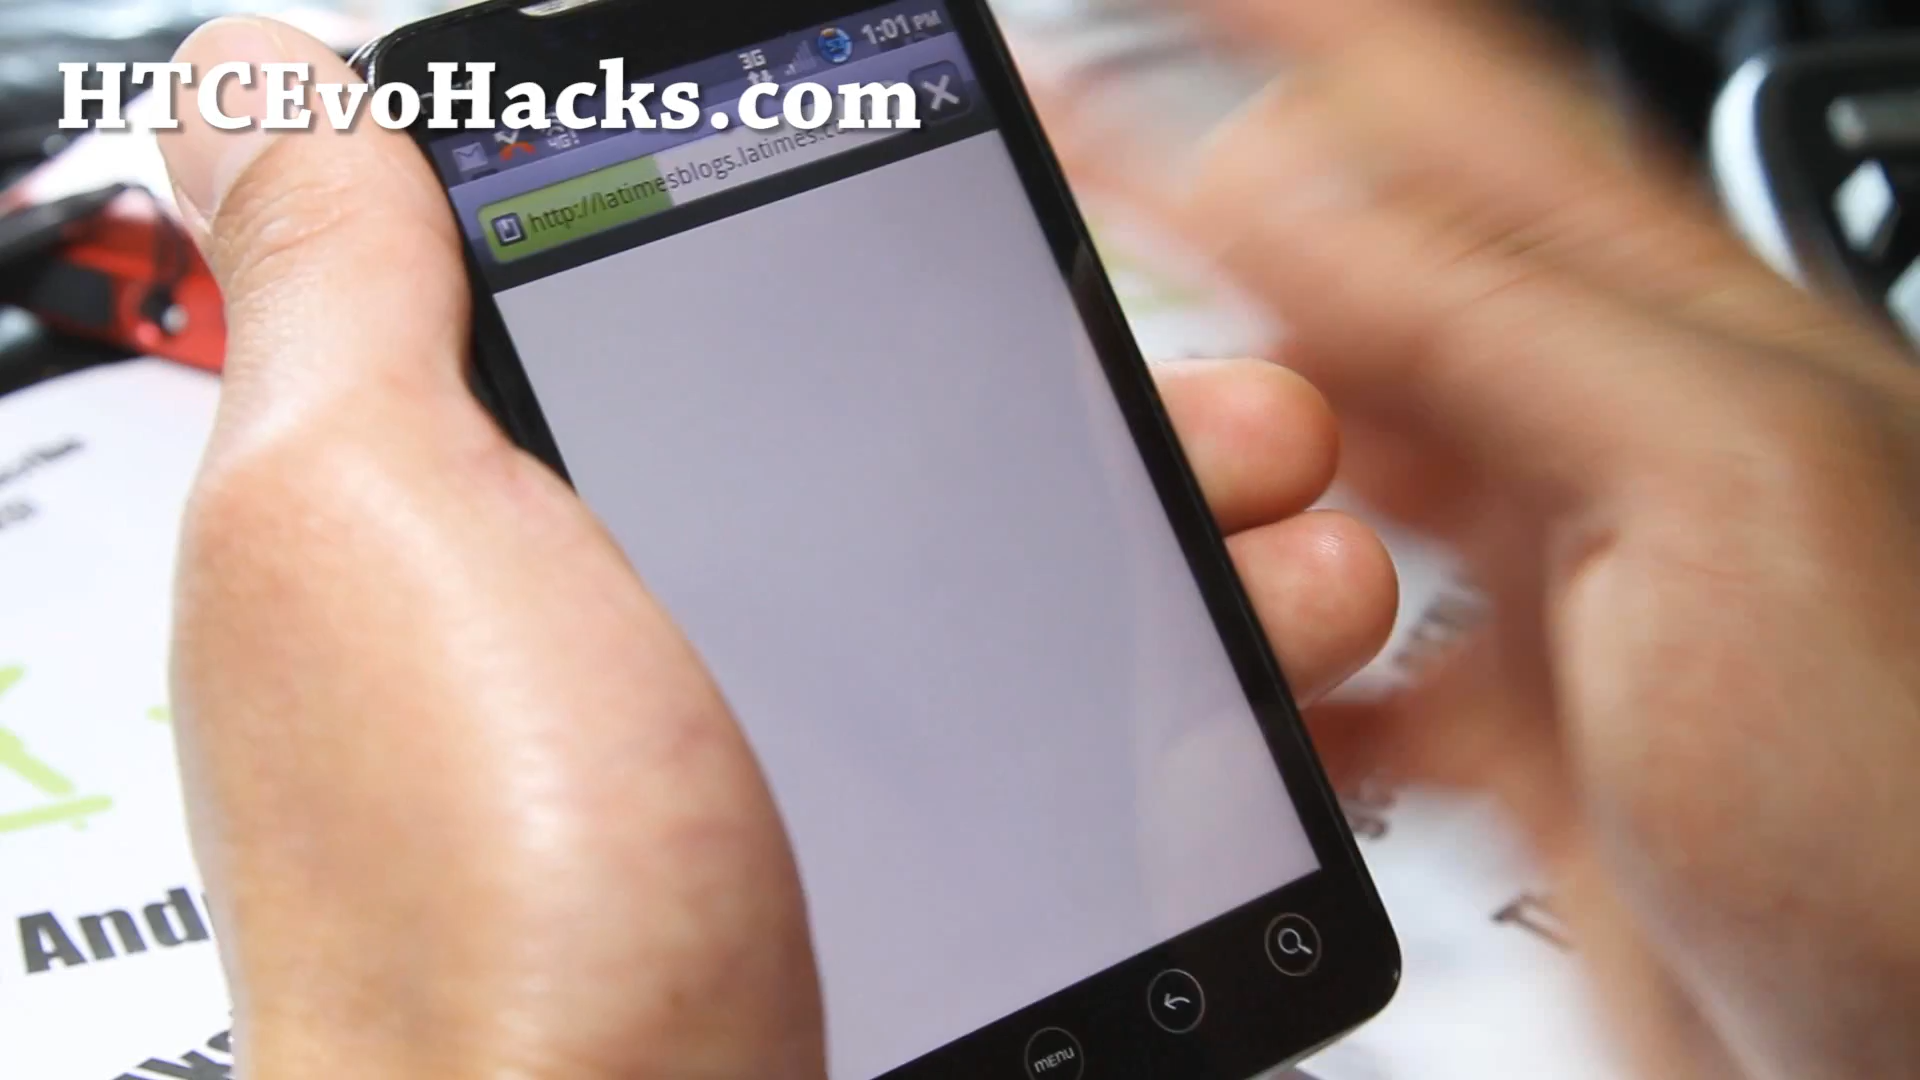 HTCEvoHacks.com
3G
1:01 PM
4G
http://latimesblogs.latimes.c
And
menu